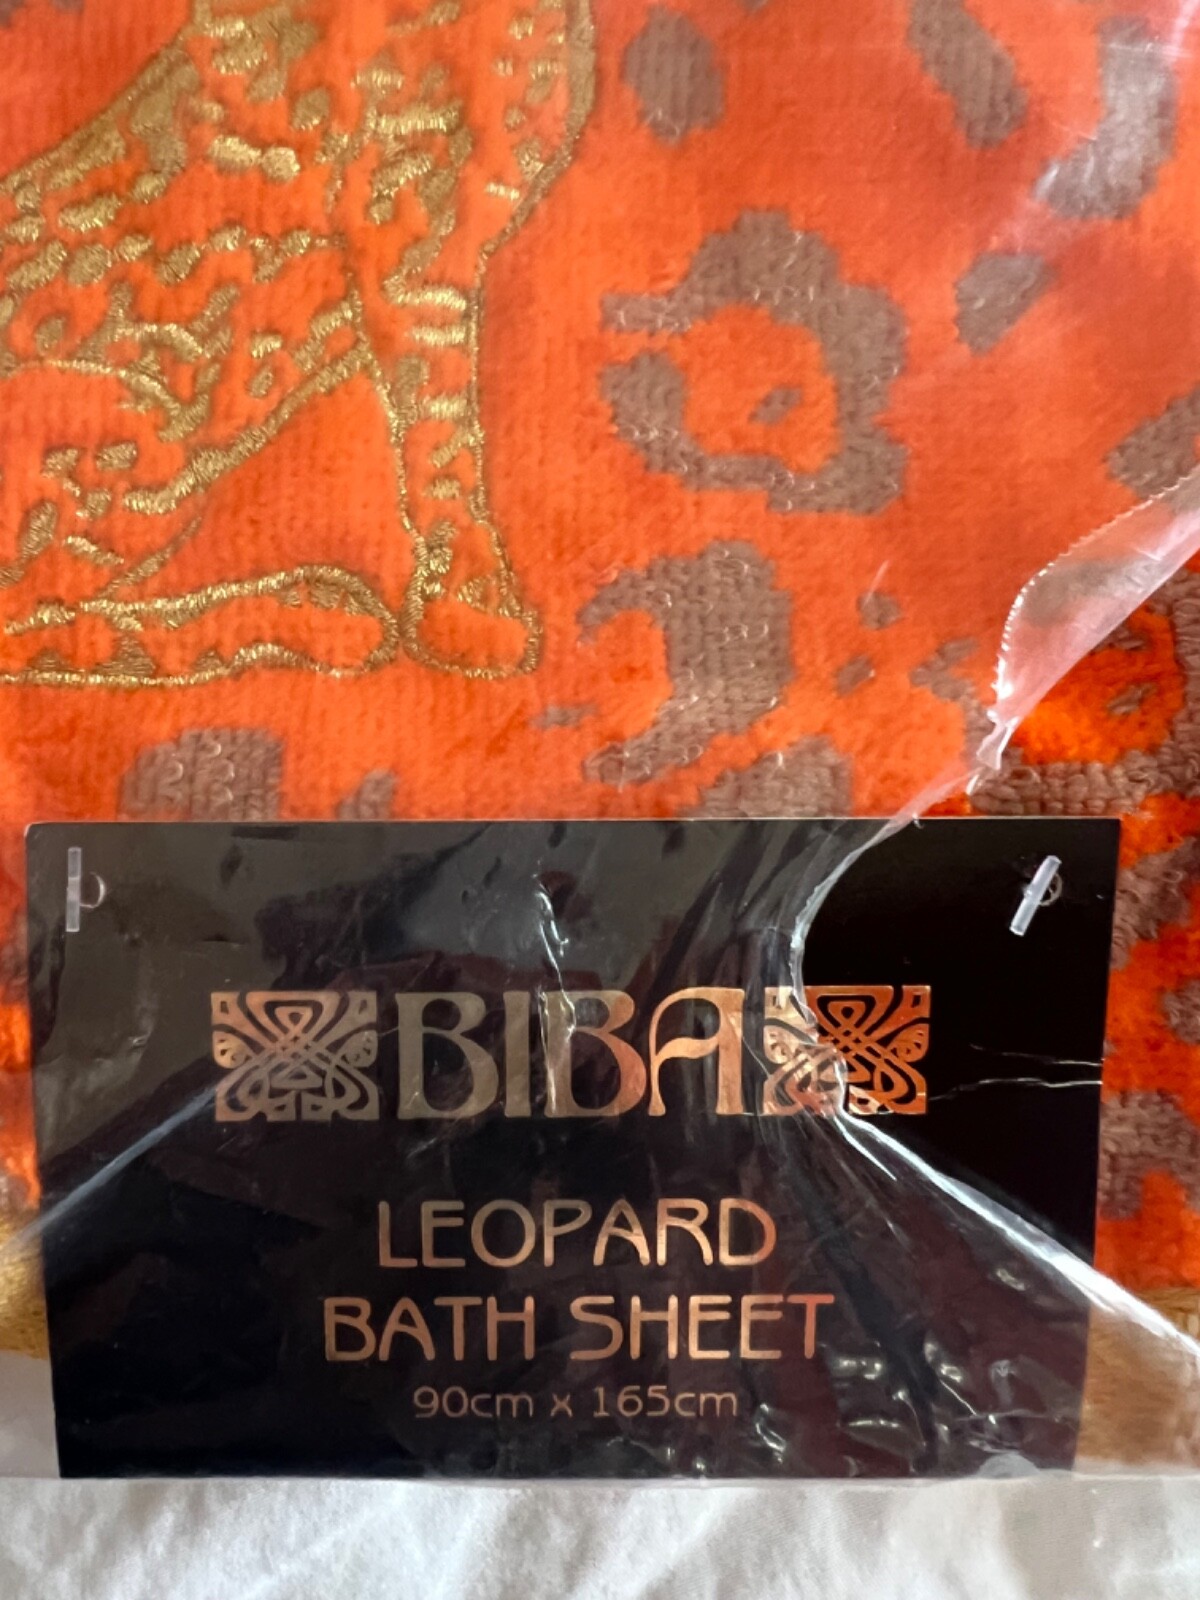 BIBA
LEOPARD
BATH SHEET
90cm x 165cm